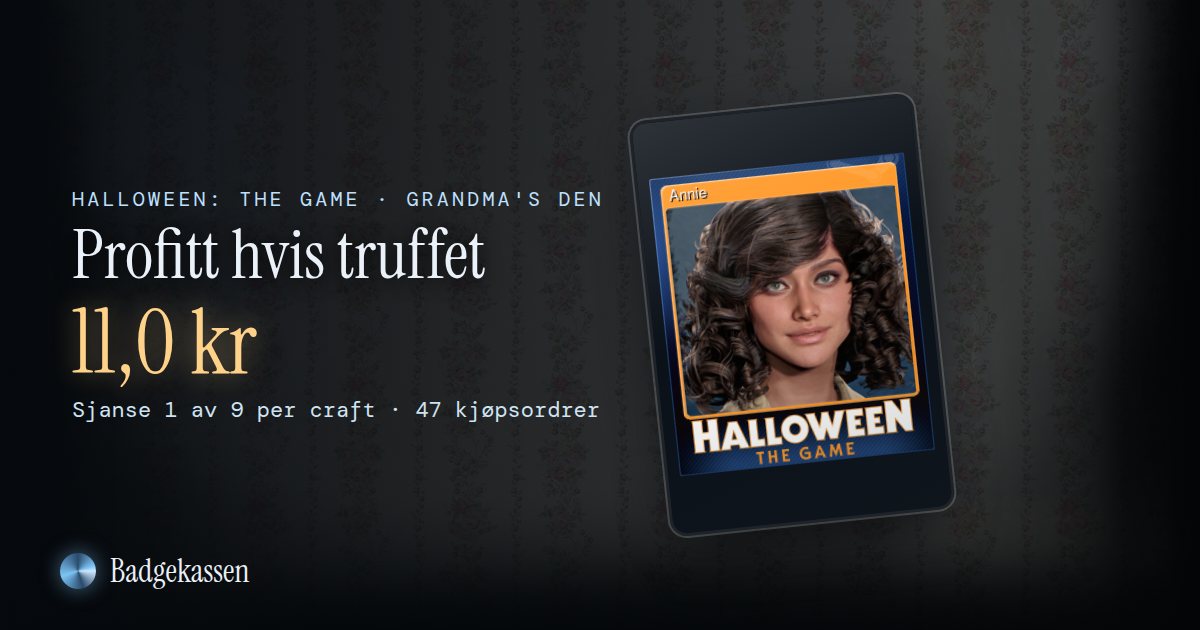 HALLOWEEN: THE GAME · GRANDMA'S DEN
Profitt hvis truffet
11,0 kr
Sjanse 1 av 9 per craft · 47 kjøpsordrer
Annie
HALLOWEEN
THE GAME
Badgekassen